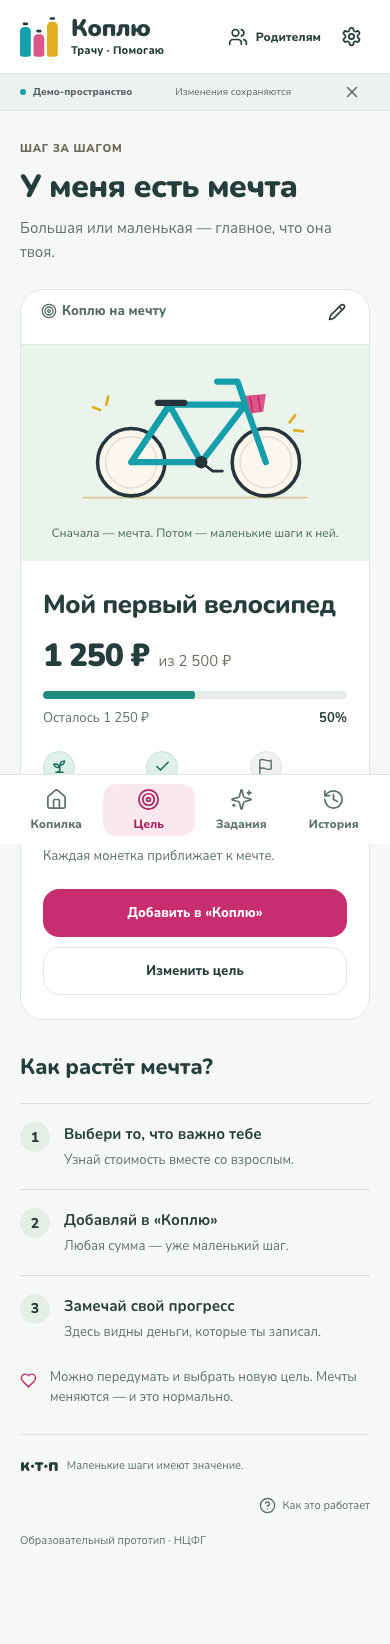 Коплю
Трачу · Помогаю
Родителям
Демо-пространство
Изменения сохраняются
ШАГ ЗА ШАГОМ
У меня есть мечта
Большая или маленькая — главное, что она
твоя.
Коплю на мечту
Сначала — мечта. Потом — маленькие шаги к ней.
Мой первый велосипед
1 250 ₽ из 2 500 ₽
Осталось 1 250 ₽
50%
Копилка
Цель
Задания
История
Каждая монетка приближает к мечте.
Добавить в «Коплю»
Изменить цель
Как растёт мечта?
1
Выбери то, что важно тебе
Узнай стоимость вместе со взрослым.
2
Добавляй в «Коплю»
Любая сумма — уже маленький шаг.
3
Замечай свой прогресс
Здесь видны деньги, которые ты записал.
Можно передумать и выбрать новую цель. Мечты
меняются — и это нормально.
к·т·п Маленькие шаги имеют значение.
Как это работает
Образовательный прототип · НЦФГ